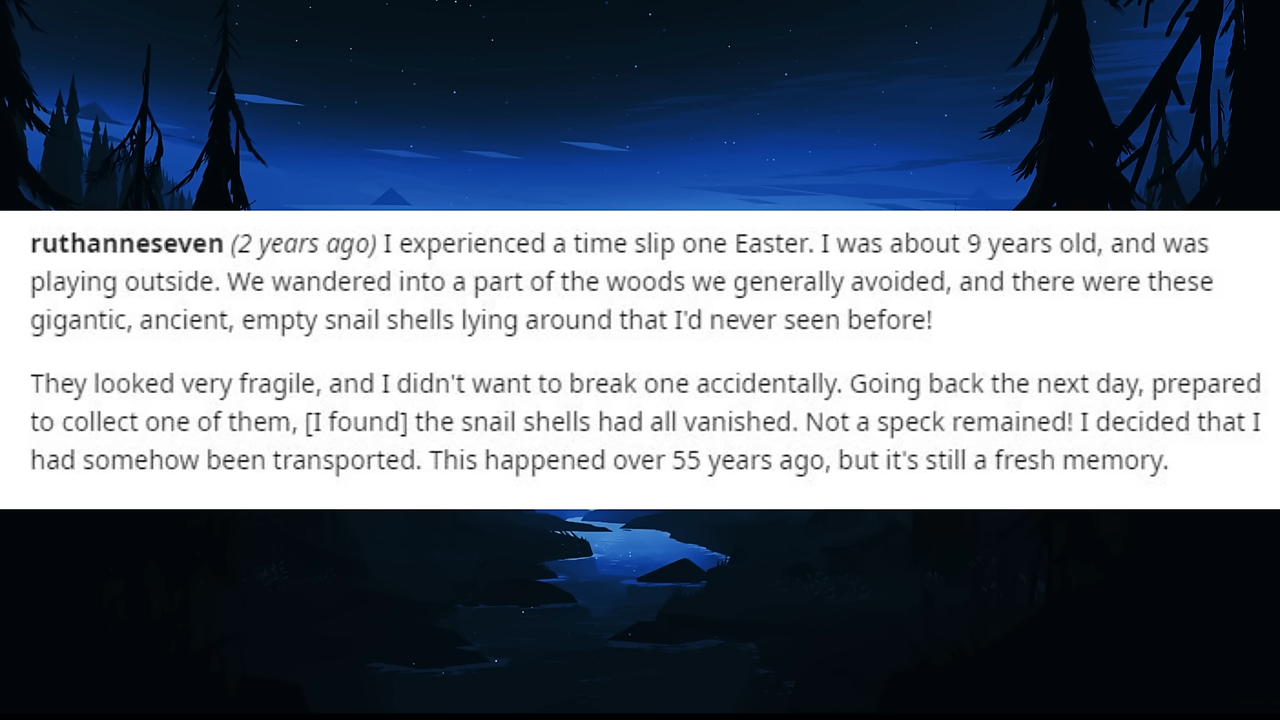 ruthanneseven (2 years ago) I experienced a time slip one Easter. I was about 9 years old, and was
playing outside. We wandered into a part of the woods we generally avoided, and there were these
gigantic, ancient, empty snail shells lying around that I'd never seen before!
They looked very fragile, and I didn't want to break one accidentally. Going back the next day, prepared
to collect one of them, [I found] the snail shells had all vanished. Not a speck remained! I decided that I
had somehow been transported. This happened over 55 years ago, but it's still a fresh memory.